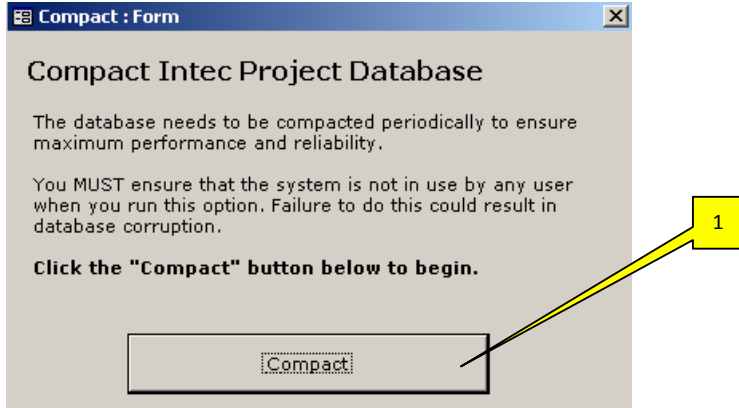 Compact : Form
Compact Intec Project Database
The database needs to be compacted periodically to ensure
maximum performance and reliability.
You MUST ensure that the system is not in use by any user
when you run this option. Failure to do this could result in
database corruption.
1
Click the "Compact" button below to begin.
Compact